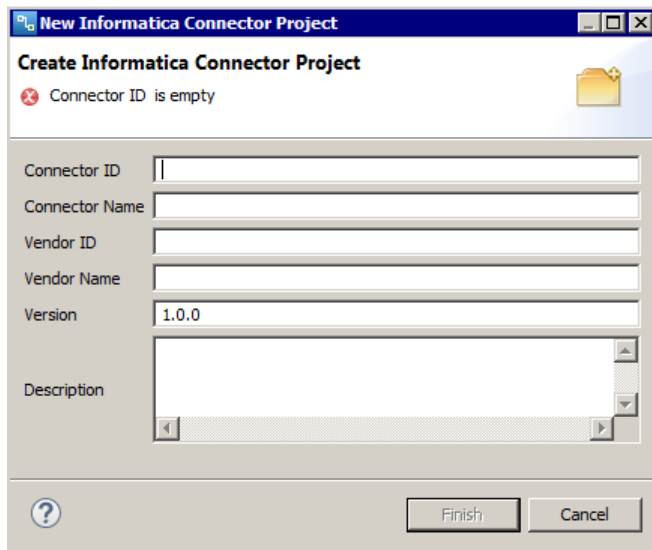 New Informatica Connector Project
Create Informatica Connector Project
Connector ID is empty
Connector ID
Connector Name
Vendor ID
Vendor Name
Version 1.0.0
Description
? Finish Cancel